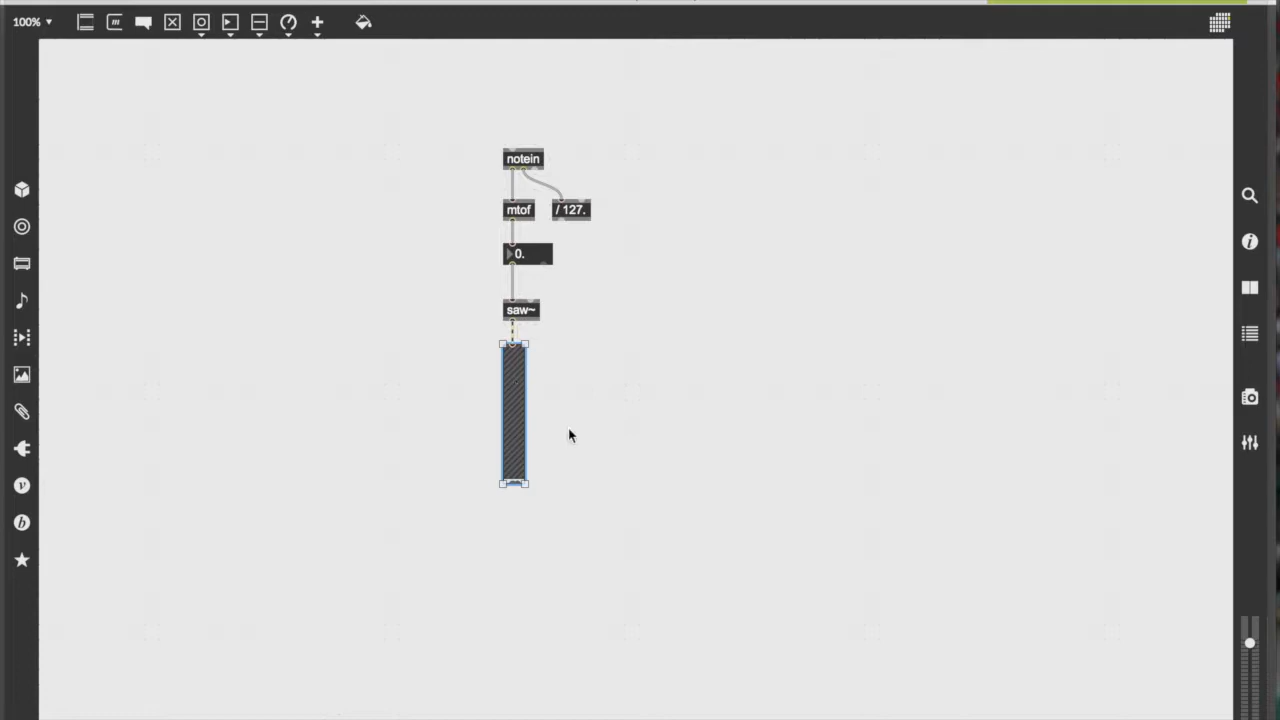 100%
m
notein
mtof
/ 127.
0.
saw~
v
b